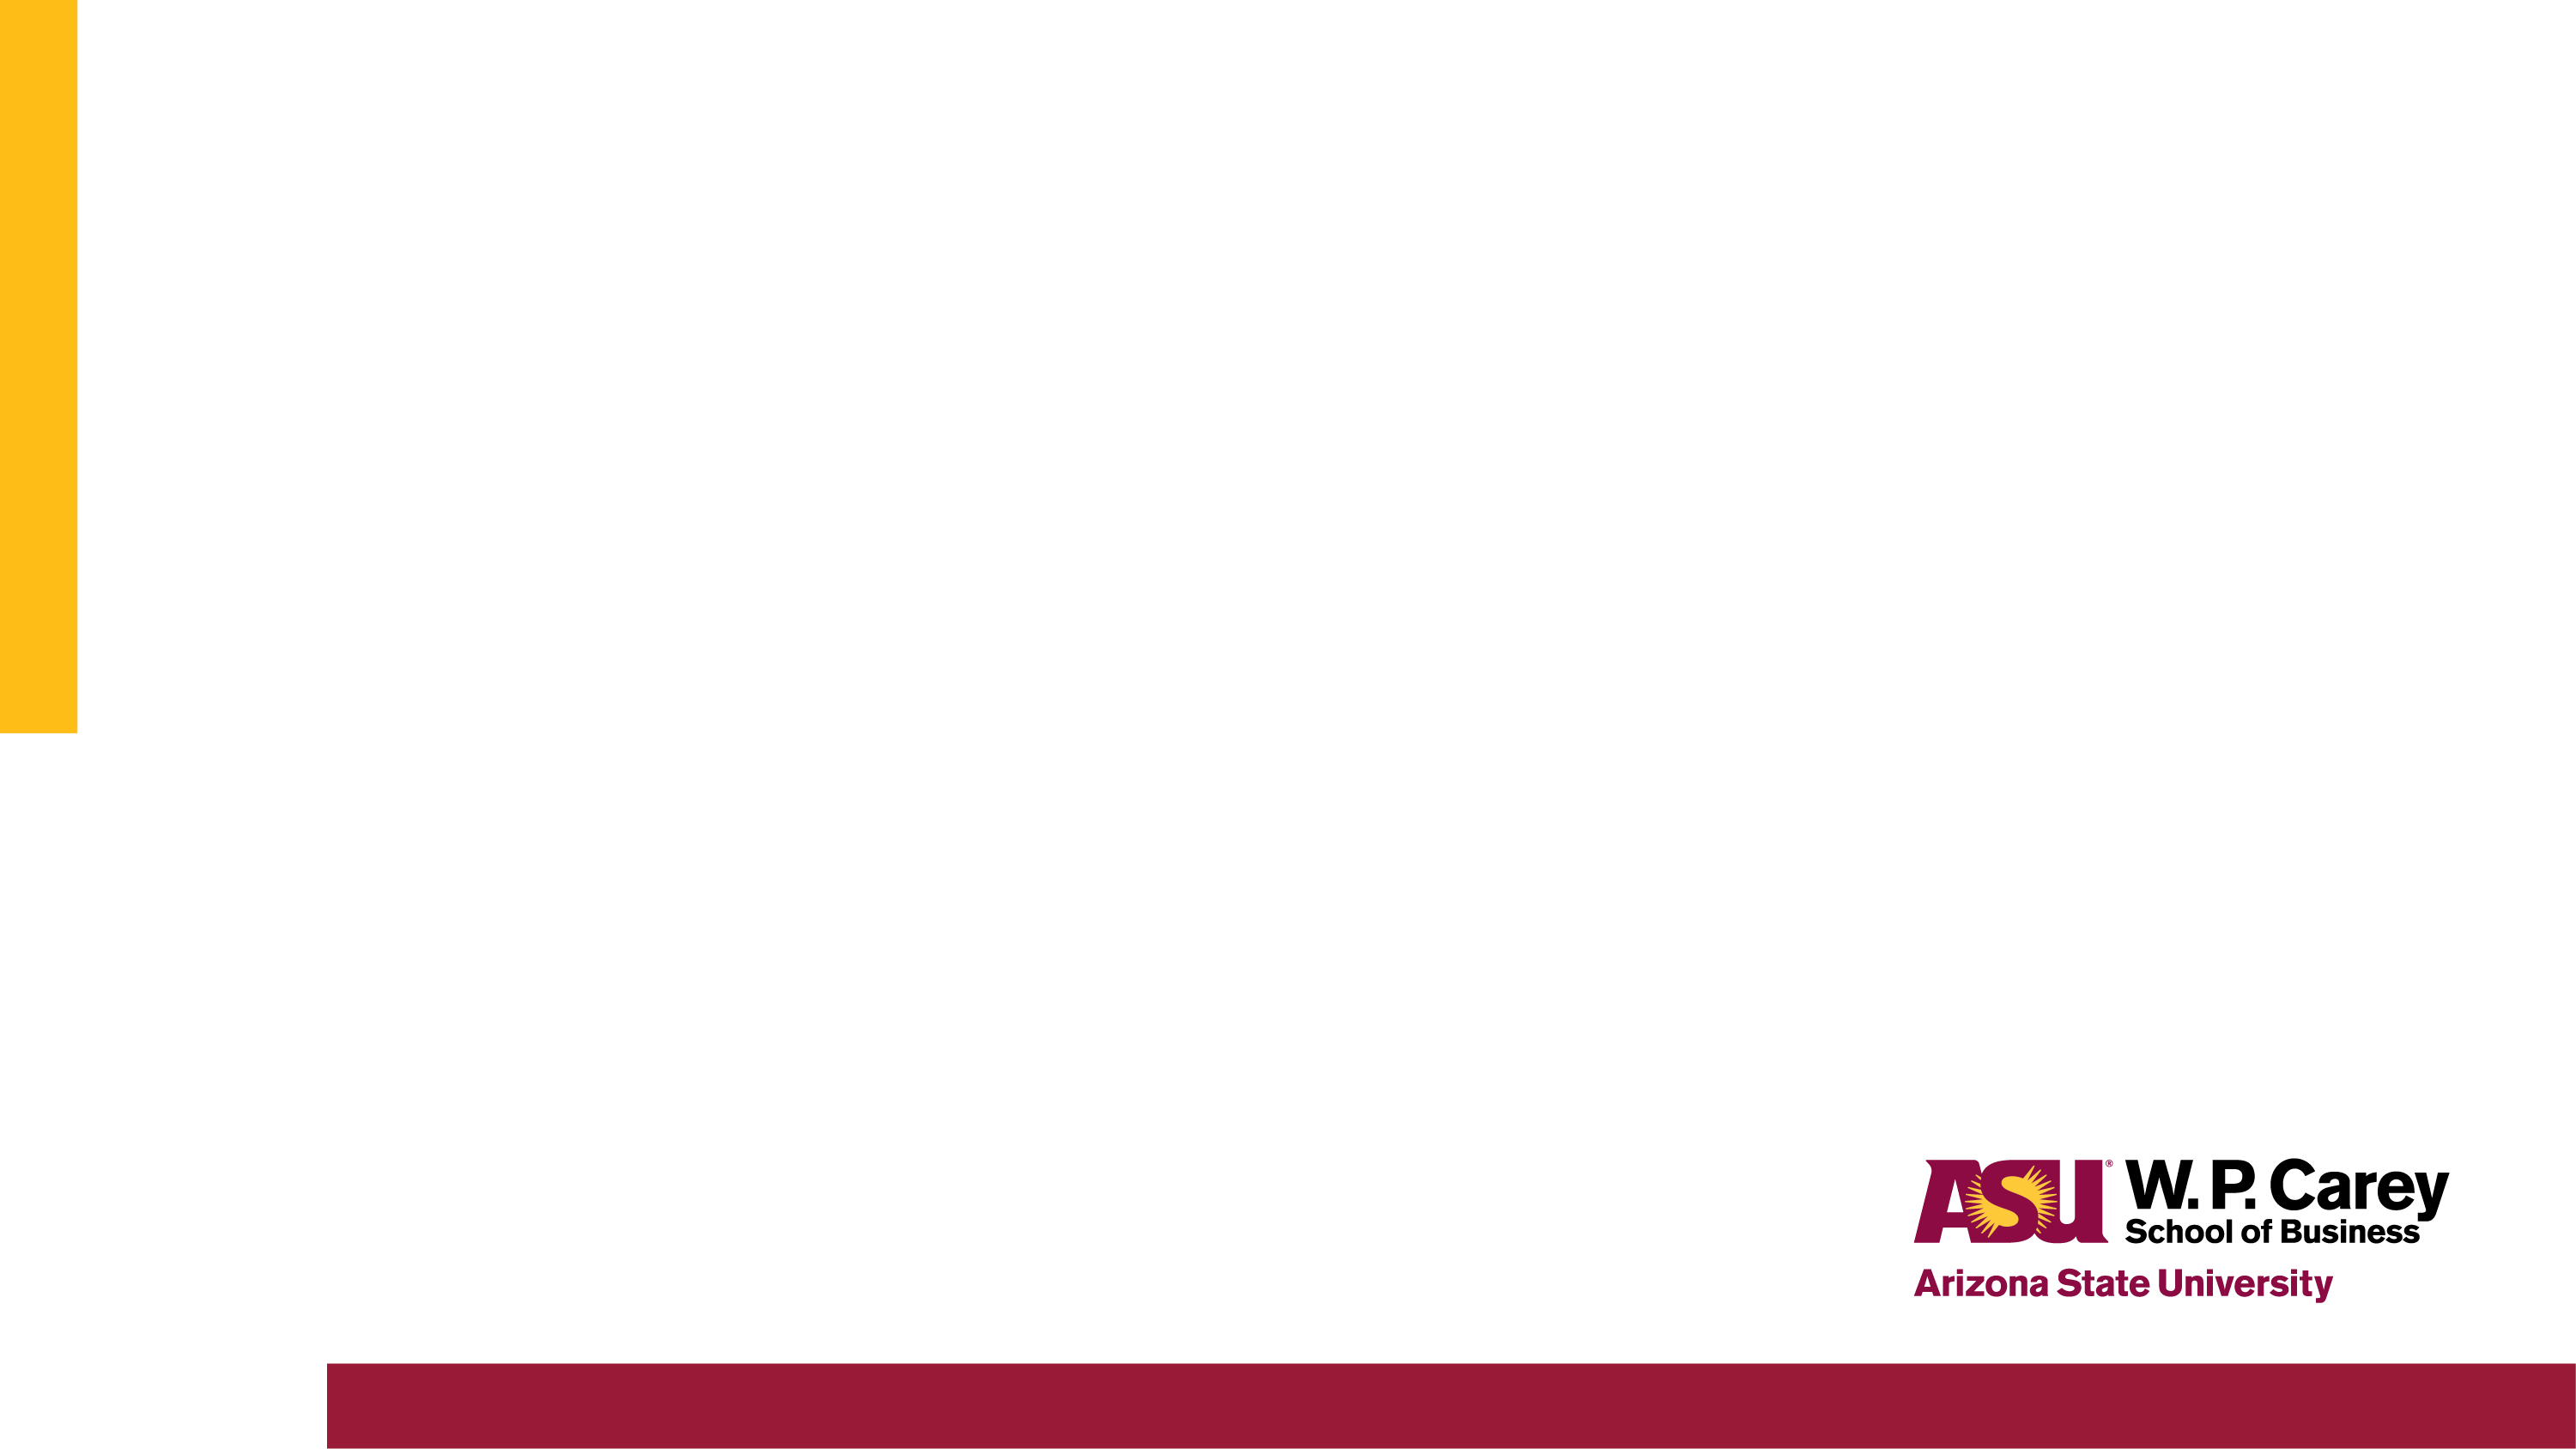 ASU® W. P. Carey
School of Business
Arizona State University